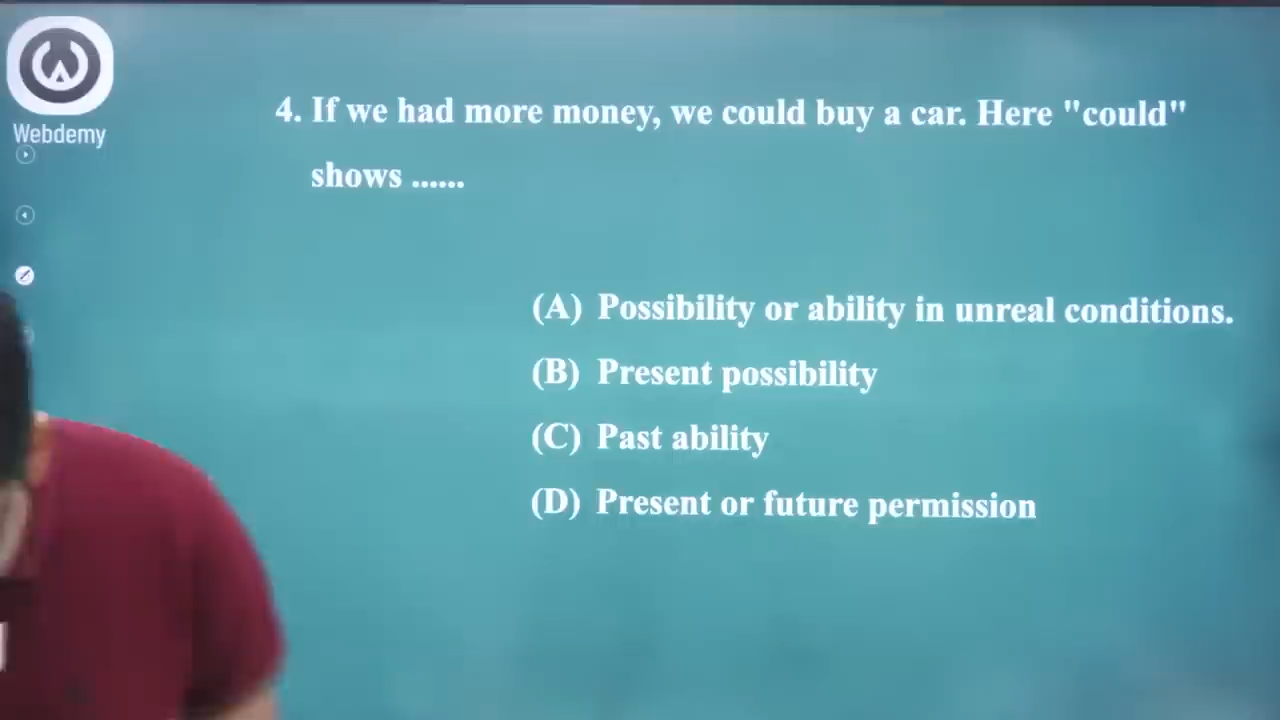 Webdemy
4. If we had more money, we could buy a car. Here "could"
shows ......
(A) Possibility or ability in unreal conditions.
(B) Present possibility
(C) Past ability
(D) Present or future permission